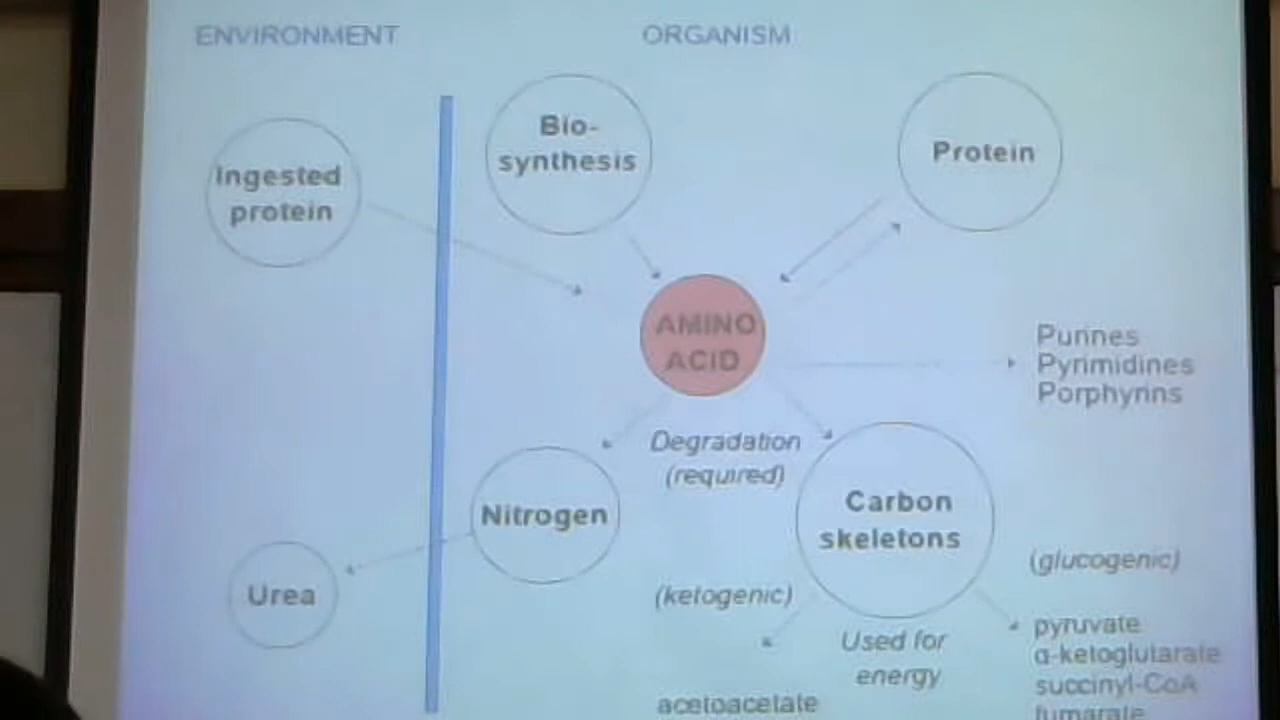 ENVIRONMENT
ORGANISM
Bio-
synthesis
Protein
Ingested
protein
AMINO
ACID
Purines
Pyrimidines
Porphyrins
Degradation
(required)
Nitrogen
Carbon
skeletons
(glucogenic)
Urea
(ketogenic)
Used for
energy
pyruvate
α-ketoglutarate
succinyl-CoA
fumarate
acetoacetate